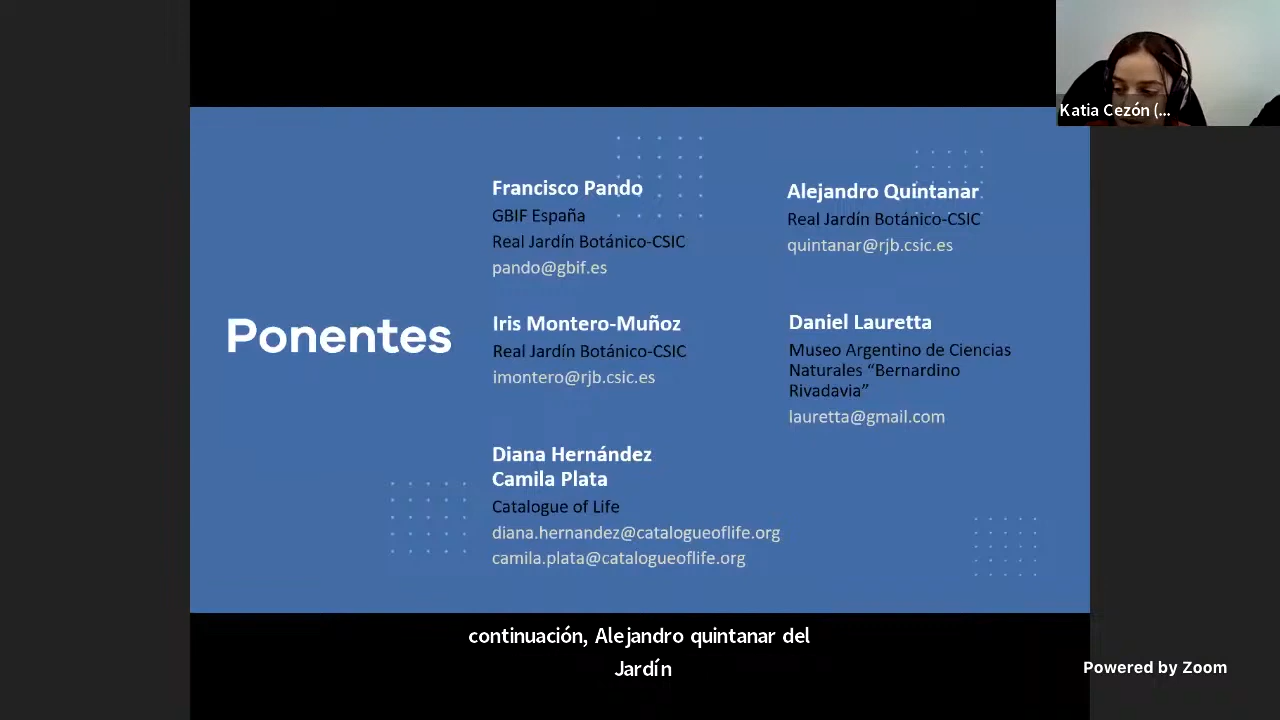 Katia Cezón (...
Ponentes
Francisco Pando
GBIF España
Real Jardín Botánico-CSIC
pando@gbif.es
Alejandro Quintanar
Real Jardín Botánico-CSIC
quintanar@rjb.csic.es
Iris Montero-Muñoz
Real Jardín Botánico-CSIC
imontero@rjb.csic.es
Daniel Lauretta
Museo Argentino de Ciencias
Naturales “Bernardino
Rivadavia”
lauretta@gmail.com
Diana Hernández
Camila Plata
Catalogue of Life
diana.hernandez@catalogueoflife.org
camila.plata@catalogueoflife.org
continuación, Alejandro quintanar del
Jardín
Powered by Zoom